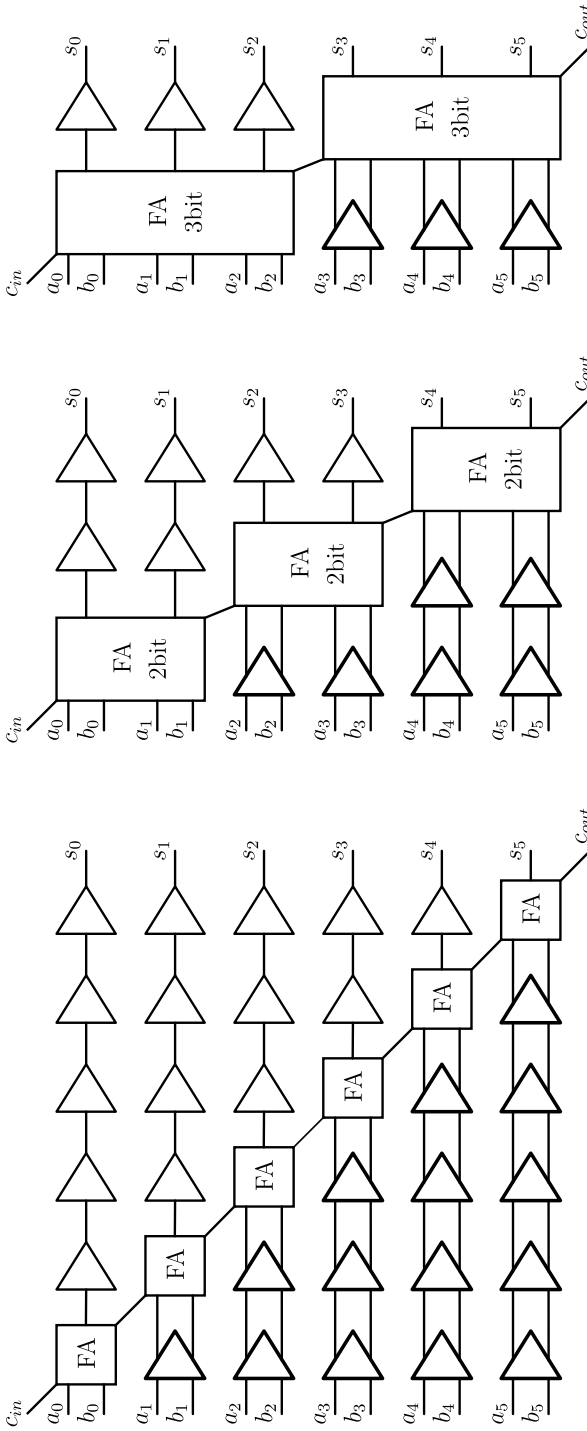 c_in
a_0
b_0
FA
3bit
s_0
a_1
b_1
s_1
a_2
b_2
s_2
a_3
b_3
FA
3bit
s_3
a_4
b_4
s_4
a_5
b_5
s_5
c_out
c_in
a_0
b_0
FA
2bit
s_0
a_1
b_1
s_1
a_2
b_2
FA
2bit
s_2
a_3
b_3
s_3
a_4
b_4
FA
2bit
s_4
a_5
b_5
s_5
c_out
c_in
a_0
b_0
FA
s_0
a_1
b_1
FA
s_1
a_2
b_2
FA
s_2
a_3
b_3
FA
s_3
a_4
b_4
FA
s_4
a_5
b_5
FA
s_5
c_out